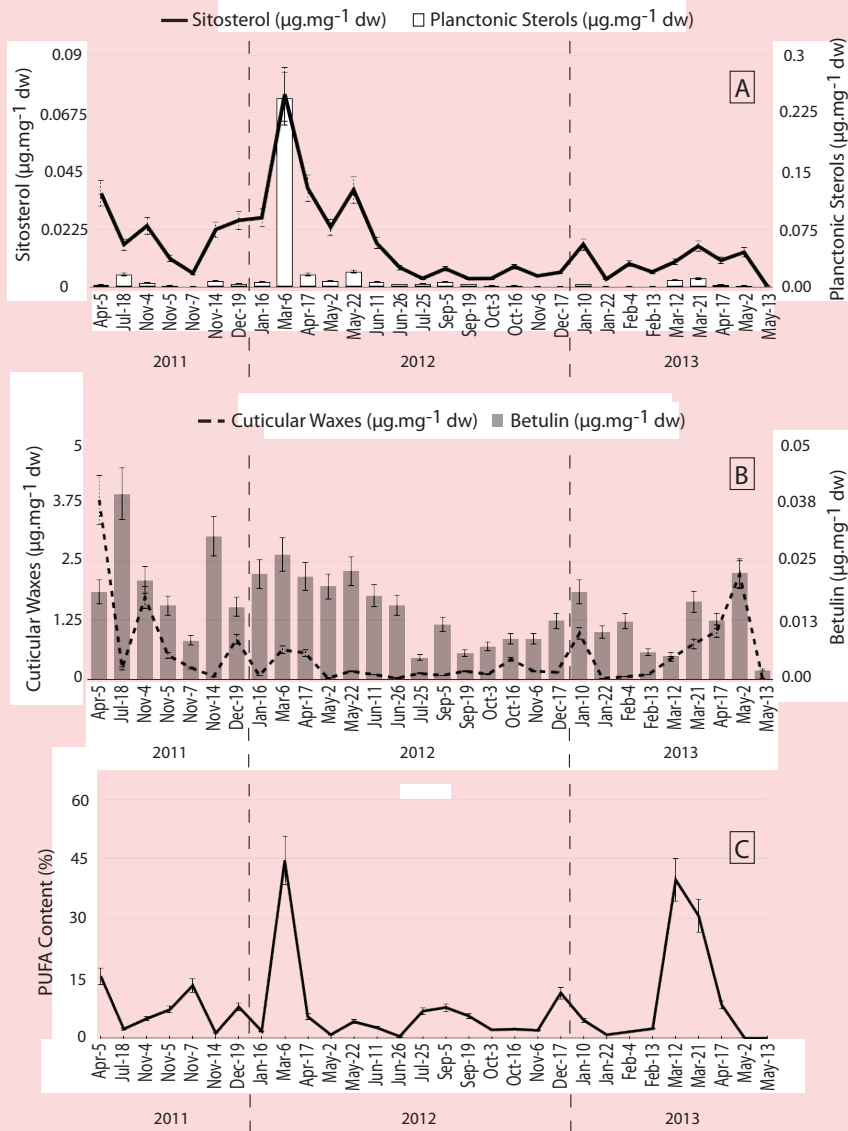 Sitosterol (µg.mg-1 dw) Planctonic Sterols (µg.mg-1 dw)
A
Sitosterol (µg.mg-1 dw)
0.09
0.0675
0.045
0.0225
0
Planctonic Sterols (µg.mg-1 dw)
0.3
0.225
0.15
0.075
0.00
Apr-5 Jul-18 Nov-4 Nov-5 Nov-7 Nov-14 Dec-19 Jan-16 Mar-6 Apr-17 May-2 May-22 Jun-11 Jun-26 Jul-25 Sep-5 Sep-19 Oct-3 Oct-16 Nov-6 Dec-17 Jan-10 Jan-22 Feb-4 Feb-13 Mar-12 Mar-21 Apr-17 May-2 May-13
2011 2012 2013
Cuticular Waxes (µg.mg-1 dw) Betulin (µg.mg-1 dw)
B
Cuticular Waxes (µg.mg-1 dw)
5
3.75
2.5
1.25
0
Betulin (µg.mg-1 dw)
0.05
0.038
0.025
0.013
0.00
Apr-5 Jul-18 Nov-4 Nov-5 Nov-7 Nov-14 Dec-19 Jan-16 Mar-6 Apr-17 May-2 May-22 Jun-11 Jun-26 Jul-25 Sep-5 Sep-19 Oct-3 Oct-16 Nov-6 Dec-17 Jan-10 Jan-22 Feb-4 Feb-13 Mar-12 Mar-21 Apr-17 May-2 May-13
2011 2012 2013
C
PUFA Content (%)
60
45
30
15
0
Apr-5 Jul-18 Nov-4 Nov-5 Nov-7 Nov-14 Dec-19 Jan-16 Mar-6 Apr-17 May-2 May-22 Jun-11 Jun-26 Jul-25 Sep-5 Sep-19 Oct-3 Oct-16 Nov-6 Dec-17 Jan-10 Jan-22 Feb-4 Feb-13 Mar-12 Mar-21 Apr-17 May-2 May-13
2011 2012 2013